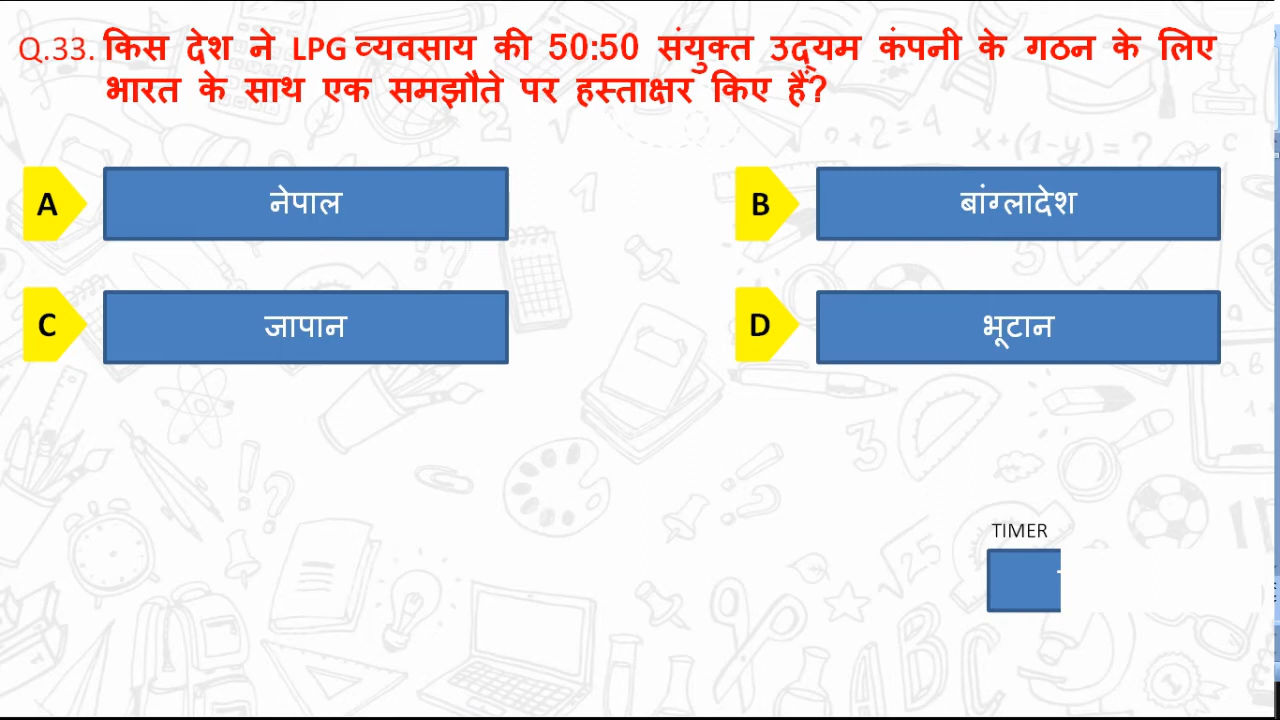 Q.33. किस देश ने LPG व्यवसाय की 50:50 संयुक्त उद्यम कंपनी के गठन के लिए
भारत के साथ एक समझौते पर हस्ताक्षर किए हैं?
A नेपाल
B बांग्लादेश
C जापान
D भूटान
TIMER